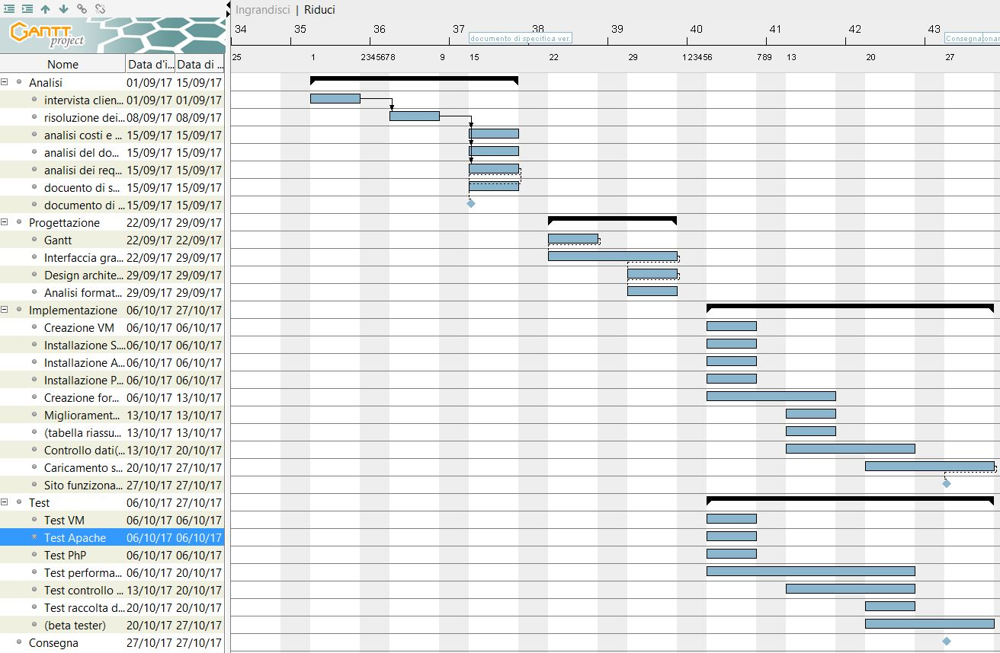 Ingrandisci | Riduci
GANTT
project
34 35 36 37 38 39 40 41 42 43
documento di specifica ver.
Nome Data d'i... Data di ...
25 1 2345678 9 15 22 29 123456 789 13 20 27
Analisi 01/09/17 15/09/17
intervista clien... 01/09/17 01/09/17
risoluzione dei... 08/09/17 08/09/17
analisi costi e ... 15/09/17 15/09/17
analisi del do... 15/09/17 15/09/17
analisi dei req... 15/09/17 15/09/17
docuento di s... 15/09/17 15/09/17
documento di ... 15/09/17 15/09/17
Progettazione 22/09/17 29/09/17
Gantt 22/09/17 22/09/17
Interfaccia gra... 22/09/17 29/09/17
Design archite... 29/09/17 29/09/17
Analisi format... 29/09/17 29/09/17
Implementazione 06/10/17 27/10/17
Creazione VM 06/10/17 06/10/17
Installazione S... 06/10/17 06/10/17
Installazione A... 06/10/17 06/10/17
Installazione P... 06/10/17 06/10/17
Creazione for... 06/10/17 13/10/17
Migliorament... 13/10/17 13/10/17
(tabella riassu... 13/10/17 13/10/17
Controllo dati(... 13/10/17 20/10/17
Caricamento s... 20/10/17 27/10/17
Sito funzizona... 27/10/17 27/10/17
Test 06/10/17 27/10/17
Test VM 06/10/17 06/10/17
Test Apache 06/10/17 06/10/17
Test PhP 06/10/17 06/10/17
Test performa... 06/10/17 20/10/17
Test controllo ... 13/10/17 20/10/17
Test raccolta d... 20/10/17 20/10/17
(beta tester) 20/10/17 27/10/17
Consegna 27/10/17 27/10/17